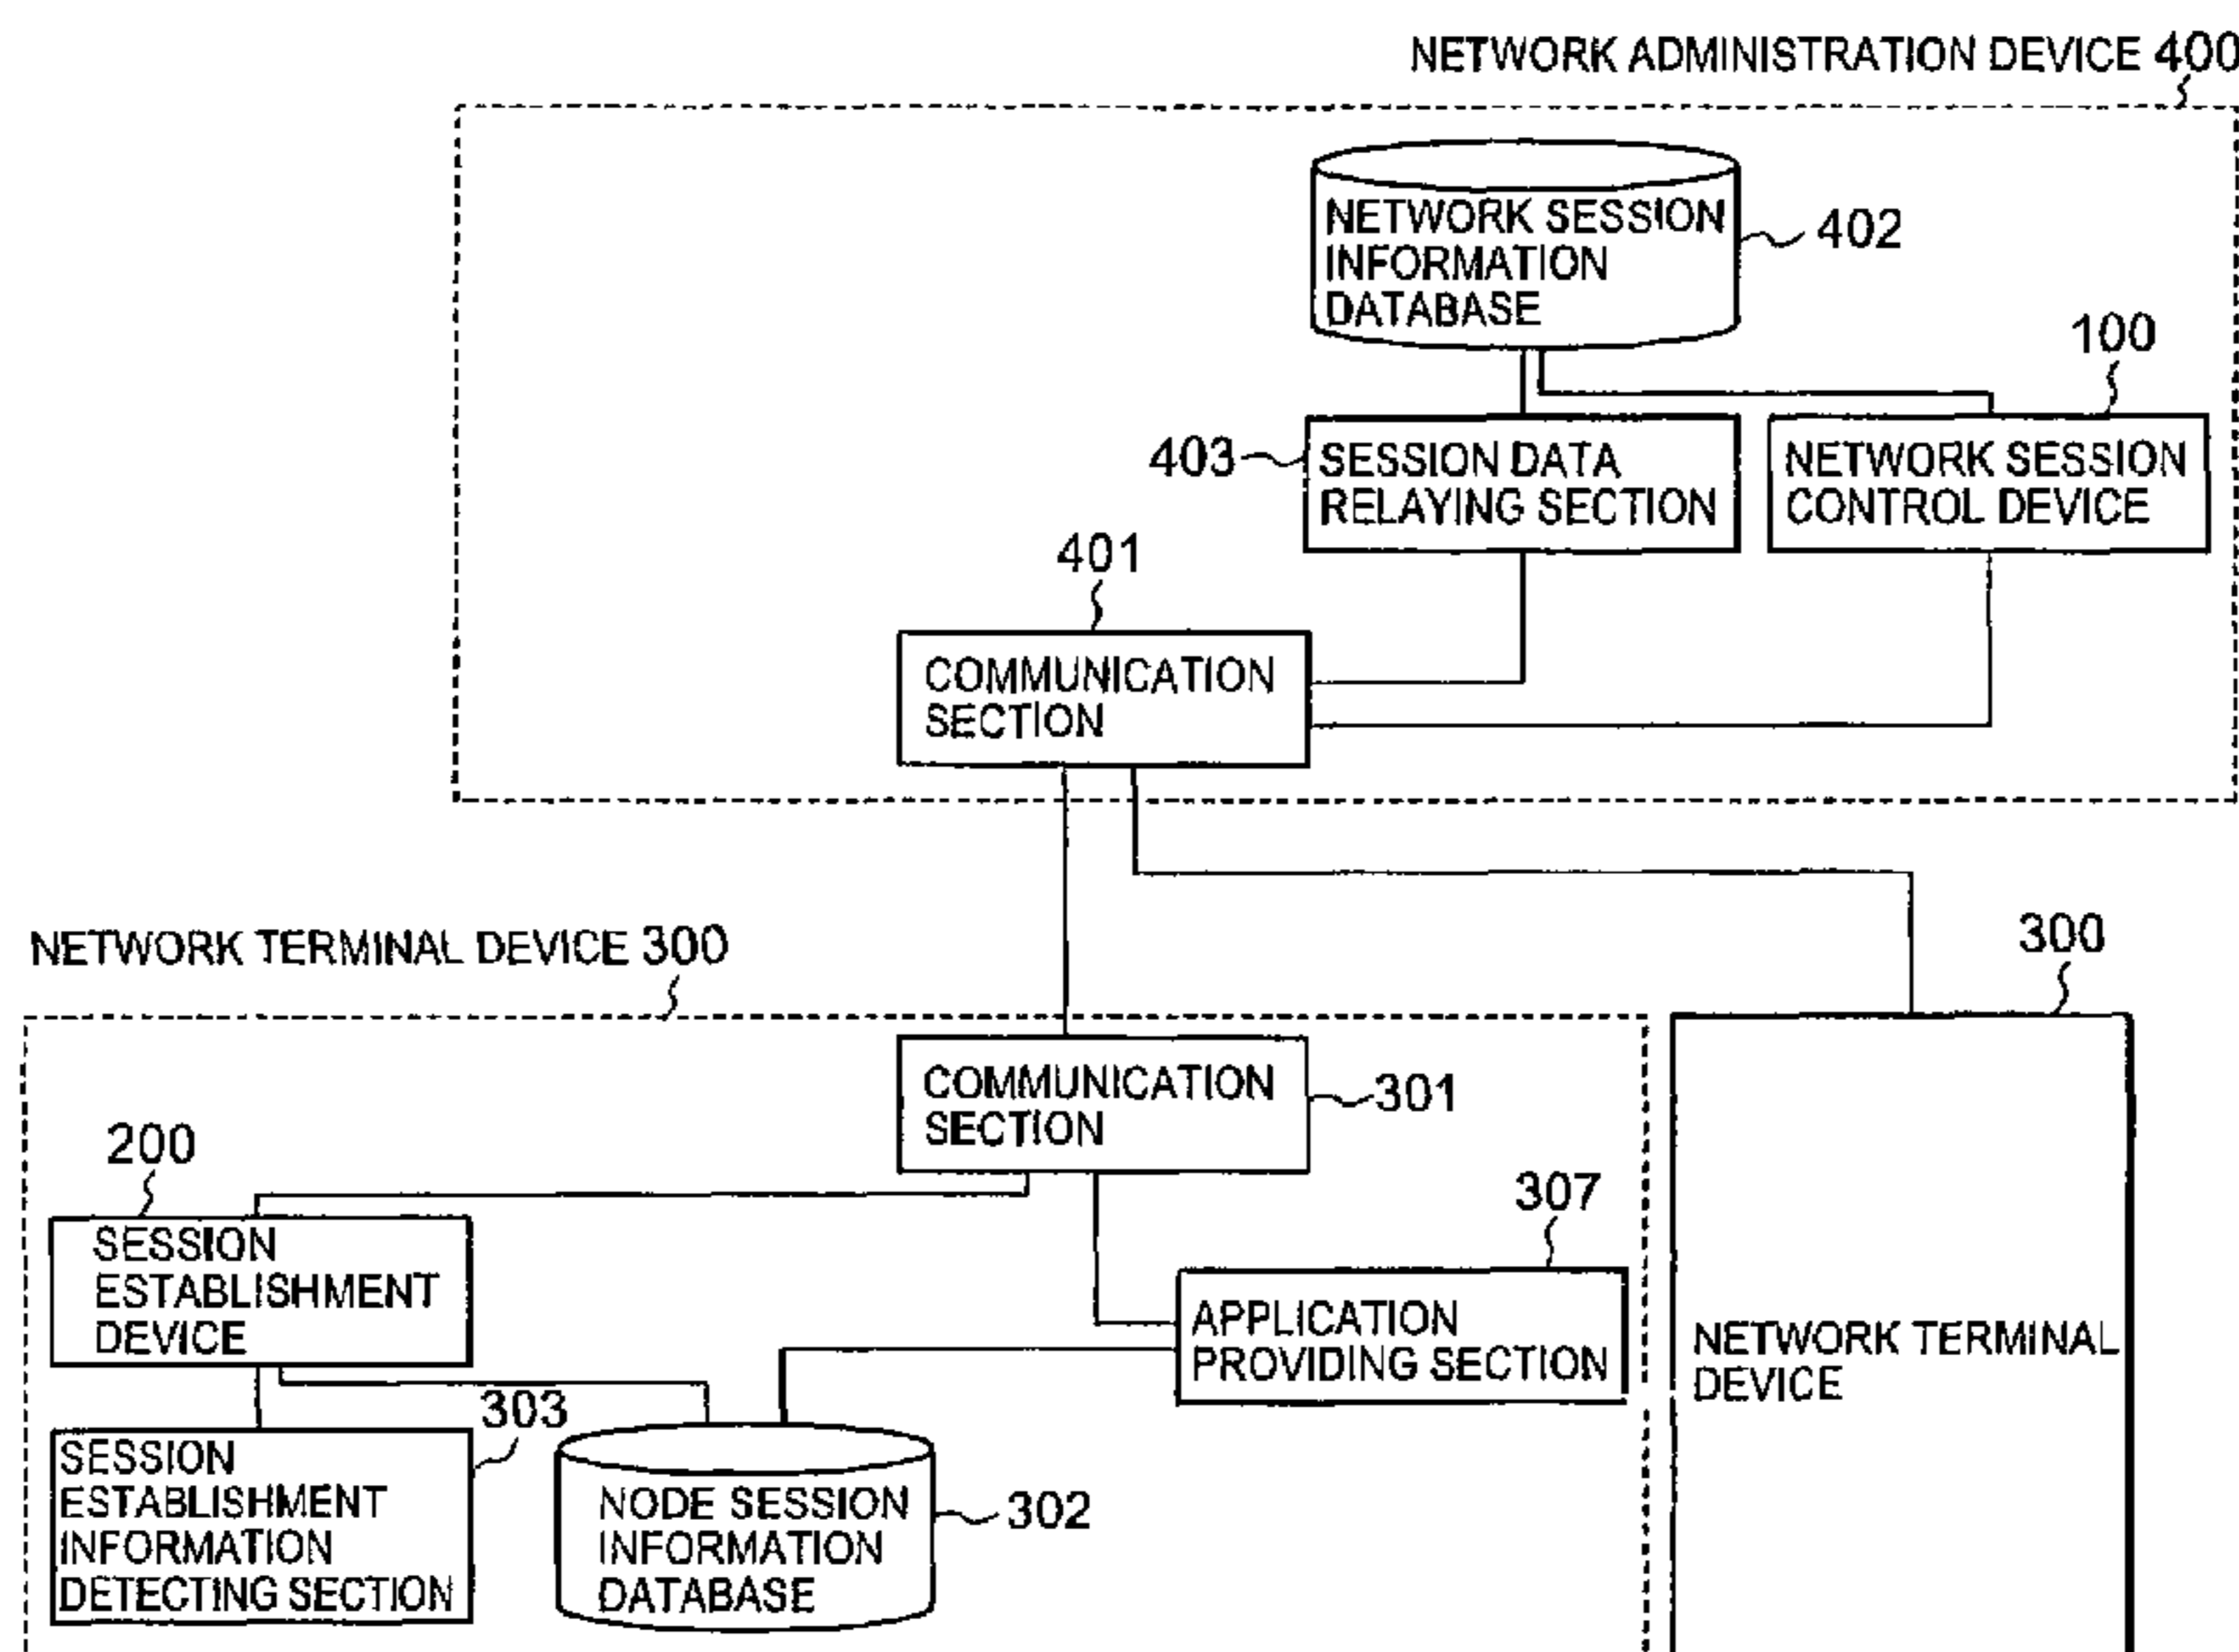 NETWORK ADMINISTRATION DEVICE 400
NETWORK SESSION
INFORMATION
DATABASE
402
100
403
SESSION DATA
RELAYING SECTION
NETWORK SESSION
CONTROL DEVICE
401
COMMUNICATION
SECTION
NETWORK TERMINAL DEVICE 300
300
COMMUNICATION
SECTION
301
200
307
SESSION
ESTABLISHMENT
DEVICE
APPLICATION
PROVIDING SECTION
NETWORK TERMINAL
DEVICE
303
SESSION
ESTABLISHMENT
INFORMATION
DETECTING SECTION
NODE SESSION
INFORMATION
DATABASE
302